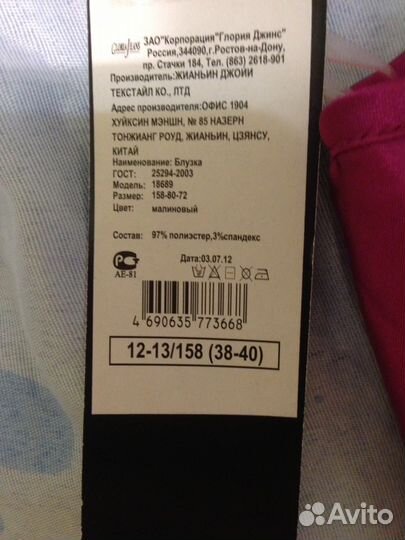 Gloria Jeans
ЗАО"Корпорация"Глория Джинс"
Россия,344090,г.Ростов-на-Дону,
пр. Стачки 184, Тел. (863) 2618-901
Производитель:ЖИАНЬИН ДЖОЙИ
ТЕКСТАЙЛ КО., ЛТД
Адрес производителя:ОФИС 1904
ХУЙКСИН МЭНШН, № 85 НАЗЕРН
ТОНЖИАНГ РОУД, ЖИАНЬИН, ЦЗЯНСУ,
КИТАЙ
Наименование: Блузка
ГОСТ: 25294-2003
Модель: 18689
Размер: 158-80-72
Цвет: малиновый
Состав: 97% полиэстер,3%спандекс
Дата:03.07.12
АЕ-81
4 690635 773668
12-13/158 (38-40)
Avito